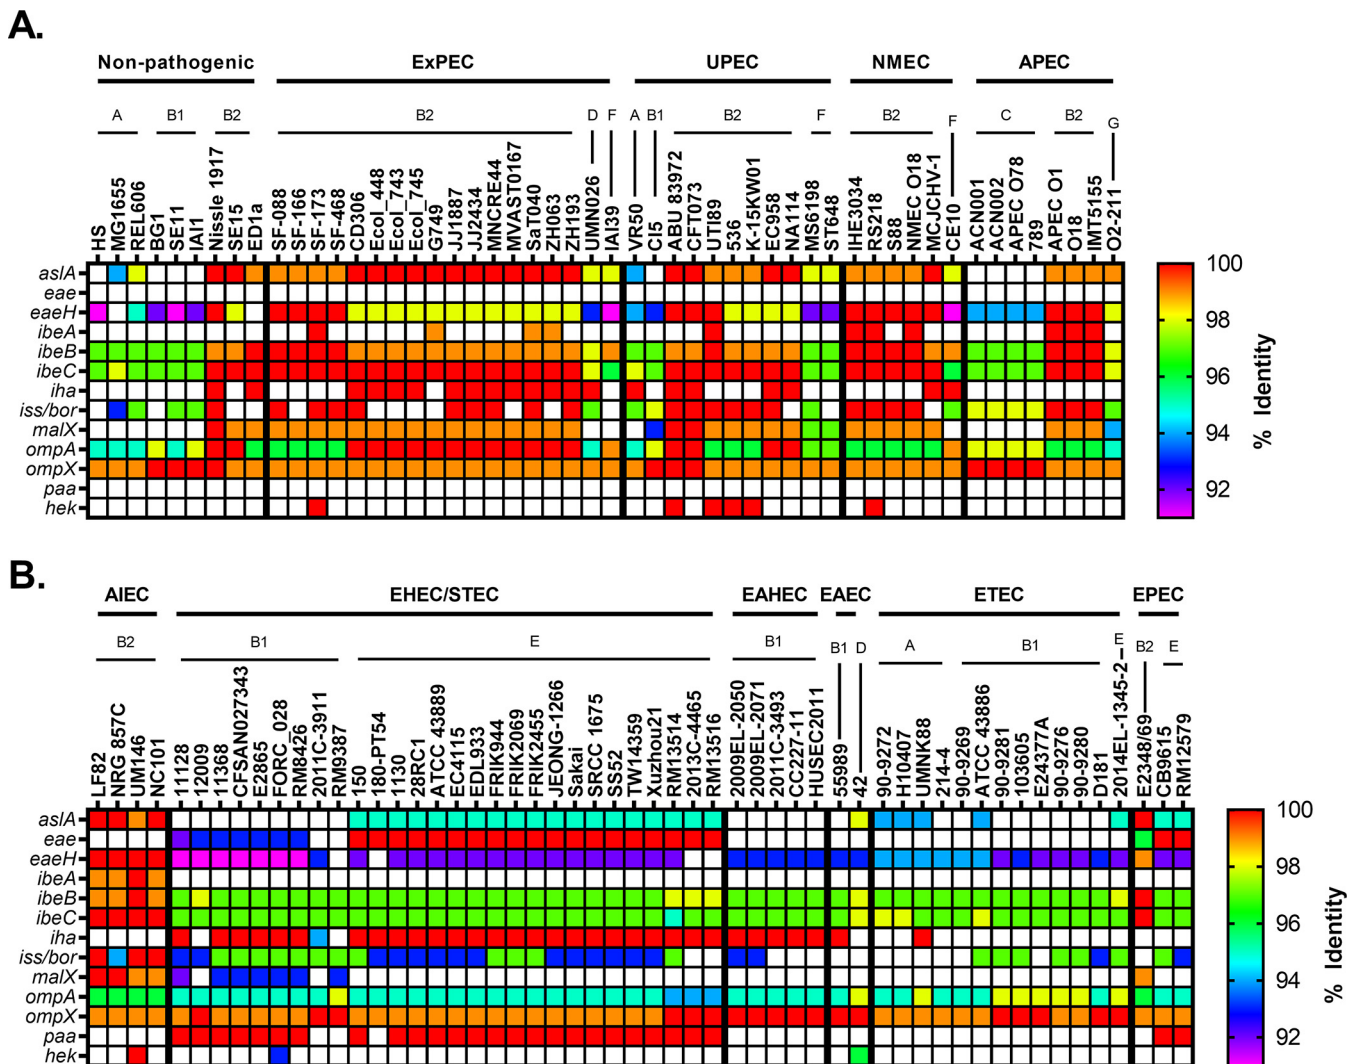 A.
Non-pathogenic ExPEC UPEC NMEC APEC
A B1 B2 B2 D F A B1 B2 F B2 F C B2 G
HS MG1655 REL606 BG1 SE11 IAI1 Nissle 1917 SE15 ED1a SF-088 SF-166 SF-173 SF-468 CD306 Ecol_448 Ecol_743 Ecol_745 G749 JJ1887 JJ2434 MNCRE44 MVAST0167 SaT040 ZH063 ZH193 UMN026 IAI39 VR50 CI5 ABU 83972 CFT073 UTI89 536 K-15KW01 EC958 NA114 MS6198 ST648 IHE3034 RS218 S88 NMEC O18 MCJCHV-1 CE10 ACN001 ACN002 APEC O78 789 APEC O1 O18 IMT5155 O2-211
aslA
eae
eaeH
ibeA
ibeB
ibeC
iha
iss/bor
malX
ompA
ompX
paa
hek
100
98
96
94
92
% Identity
B.
AIEC EHEC/STEC EAHEC EAEC ETEC EPEC
B2 B1 E B1 B1 D A B1 E B2 E
LF82 NRG 857C UM146 NC101 11128 12009 11368 CFSAN027343 E2865 FORC_028 RM8426 2011C-3911 RM9387 150 180-PT54 1130 28RC1 ATCC 43889 EC4115 EDL933 FRIK944 FRIK2069 FRIK2455 JEONG-1266 Sakai SRCC 1675 SS52 TW14359 Xuzhou21 RM13514 2013C-4465 RM13516 2009EL-2050 2009EL-2071 2011C-3493 CC227-11 HUSEC2011 55989 42 90-9272 H10407 UMNK88 214-4 90-9269 ATCC 43886 90-9281 103605 E24377A 90-9276 90-9280 D181 2014EL-1345-2 E2348/69 CB9615 RM12579
aslA
eae
eaeH
ibeA
ibeB
ibeC
iha
iss/bor
malX
ompA
ompX
paa
hek
100
98
96
94
92
% Identity